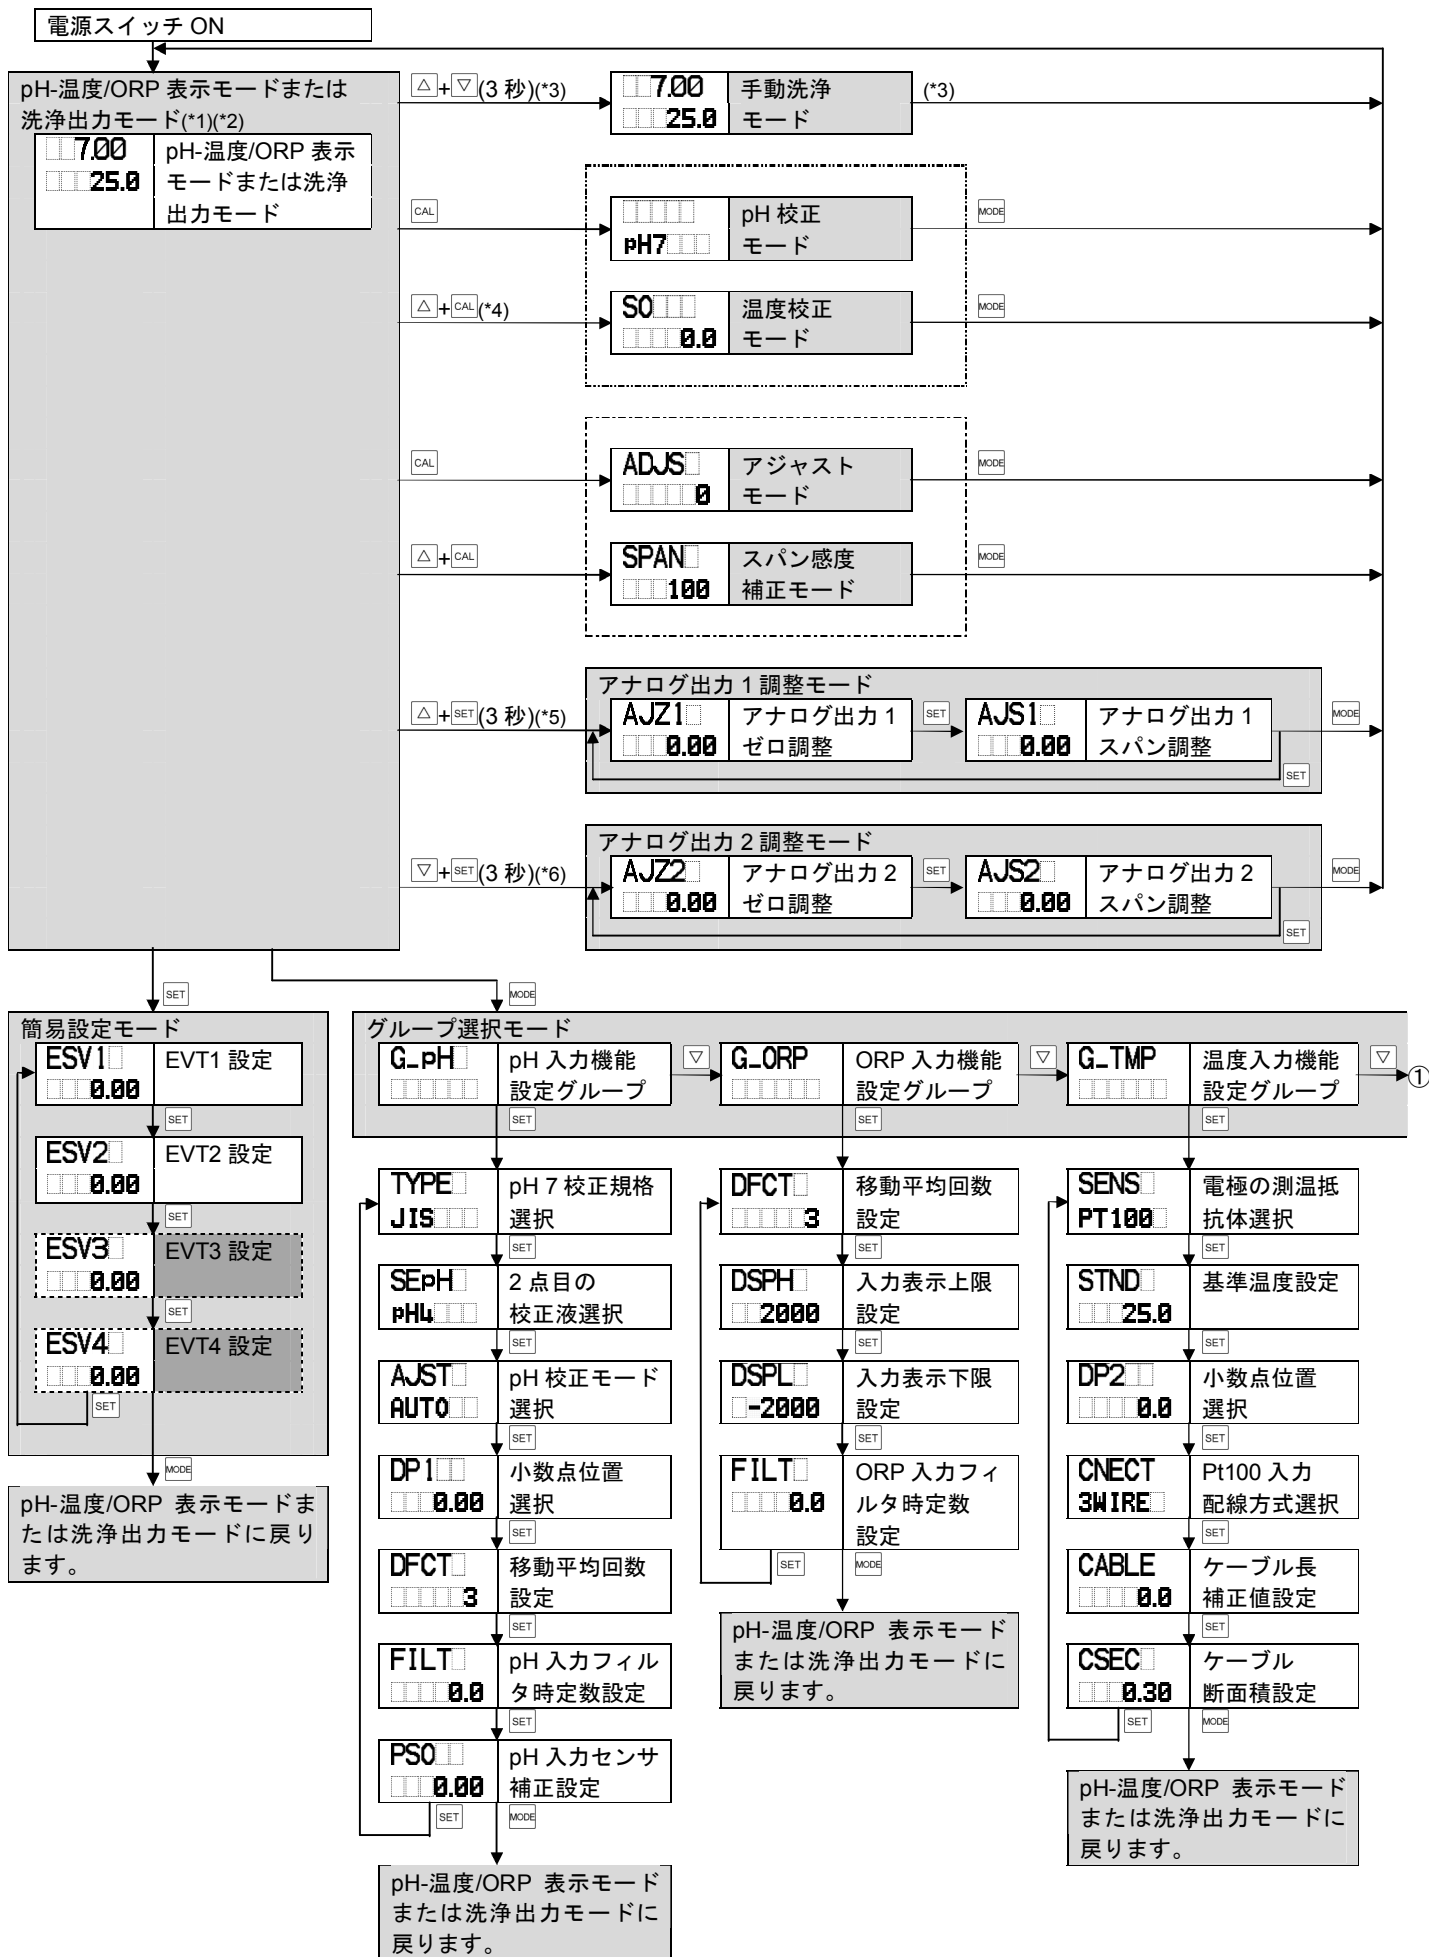 電源スイッチ ON
pH-温度/ORP 表示モードまたは
洗浄出力モード(*1)(*2)
7.00
25.0
pH-温度/ORP 表示
モードまたは洗浄
出力モード
△+▽(3 秒)(*3)
7.00
25.0
手動洗浄
モード
(*3)
CAL
pH7
pH 校正
モード
MODE
△+CAL(*4)
SO
0.0
温度校正
モード
MODE
CAL
ADJS
0
アジャスト
モード
MODE
△+CAL
SPAN
100
スパン感度
補正モード
MODE
アナログ出力 1 調整モード
△+SET(3 秒)(*5)
AJZ1
0.00
アナログ出力 1
ゼロ調整
SET
AJS1
0.00
アナログ出力 1
スパン調整
MODE
SET
アナログ出力 2 調整モード
▽+SET(3 秒)(*6)
AJZ2
0.00
アナログ出力 2
ゼロ調整
SET
AJS2
0.00
アナログ出力 2
スパン調整
MODE
SET
SET
MODE
簡易設定モード
ESV1
0.00
EVT1 設定
SET
ESV2
0.00
EVT2 設定
SET
ESV3
0.00
EVT3 設定
SET
ESV4
0.00
EVT4 設定
SET
MODE
pH-温度/ORP 表示モードま
たは洗浄出力モードに戻り
ます。
グループ選択モード
G_pH
pH 入力機能
設定グループ
▽
G_ORP
ORP 入力機能
設定グループ
▽
G_TMP
温度入力機能
設定グループ
▽
①
SET
SET
SET
TYPE
JIS
pH 7 校正規格
選択
SET
SEpH
pH4
2 点目の
校正液選択
SET
AJST
AUTO
pH 校正モード
選択
SET
DP1
0.00
小数点位置
選択
SET
DFCT
3
移動平均回数
設定
SET
FILT
0.0
pH 入力フィル
タ時定数設定
SET
PSO
0.00
pH 入力センサ
補正設定
SET
MODE
pH-温度/ORP 表示モード
または洗浄出力モードに
戻ります。
DFCT
3
移動平均回数
設定
SET
DSPH
2000
入力表示上限
設定
SET
DSPL
-2000
入力表示下限
設定
SET
FILT
0.0
ORP 入力フィ
ルタ時定数
設定
SET
MODE
pH-温度/ORP 表示モード
または洗浄出力モードに
戻ります。
SENS
PT100
電極の測温抵
抗体選択
SET
STND
25.0
基準温度設定
SET
DP2
0.0
小数点位置
選択
SET
CNECT
3WIRE
Pt100 入力
配線方式選択
SET
CABLE
0.0
ケーブル長
補正値設定
SET
CSEC
0.30
ケーブル
断面積設定
SET
MODE
pH-温度/ORP 表示モード
または洗浄出力モードに
戻ります。